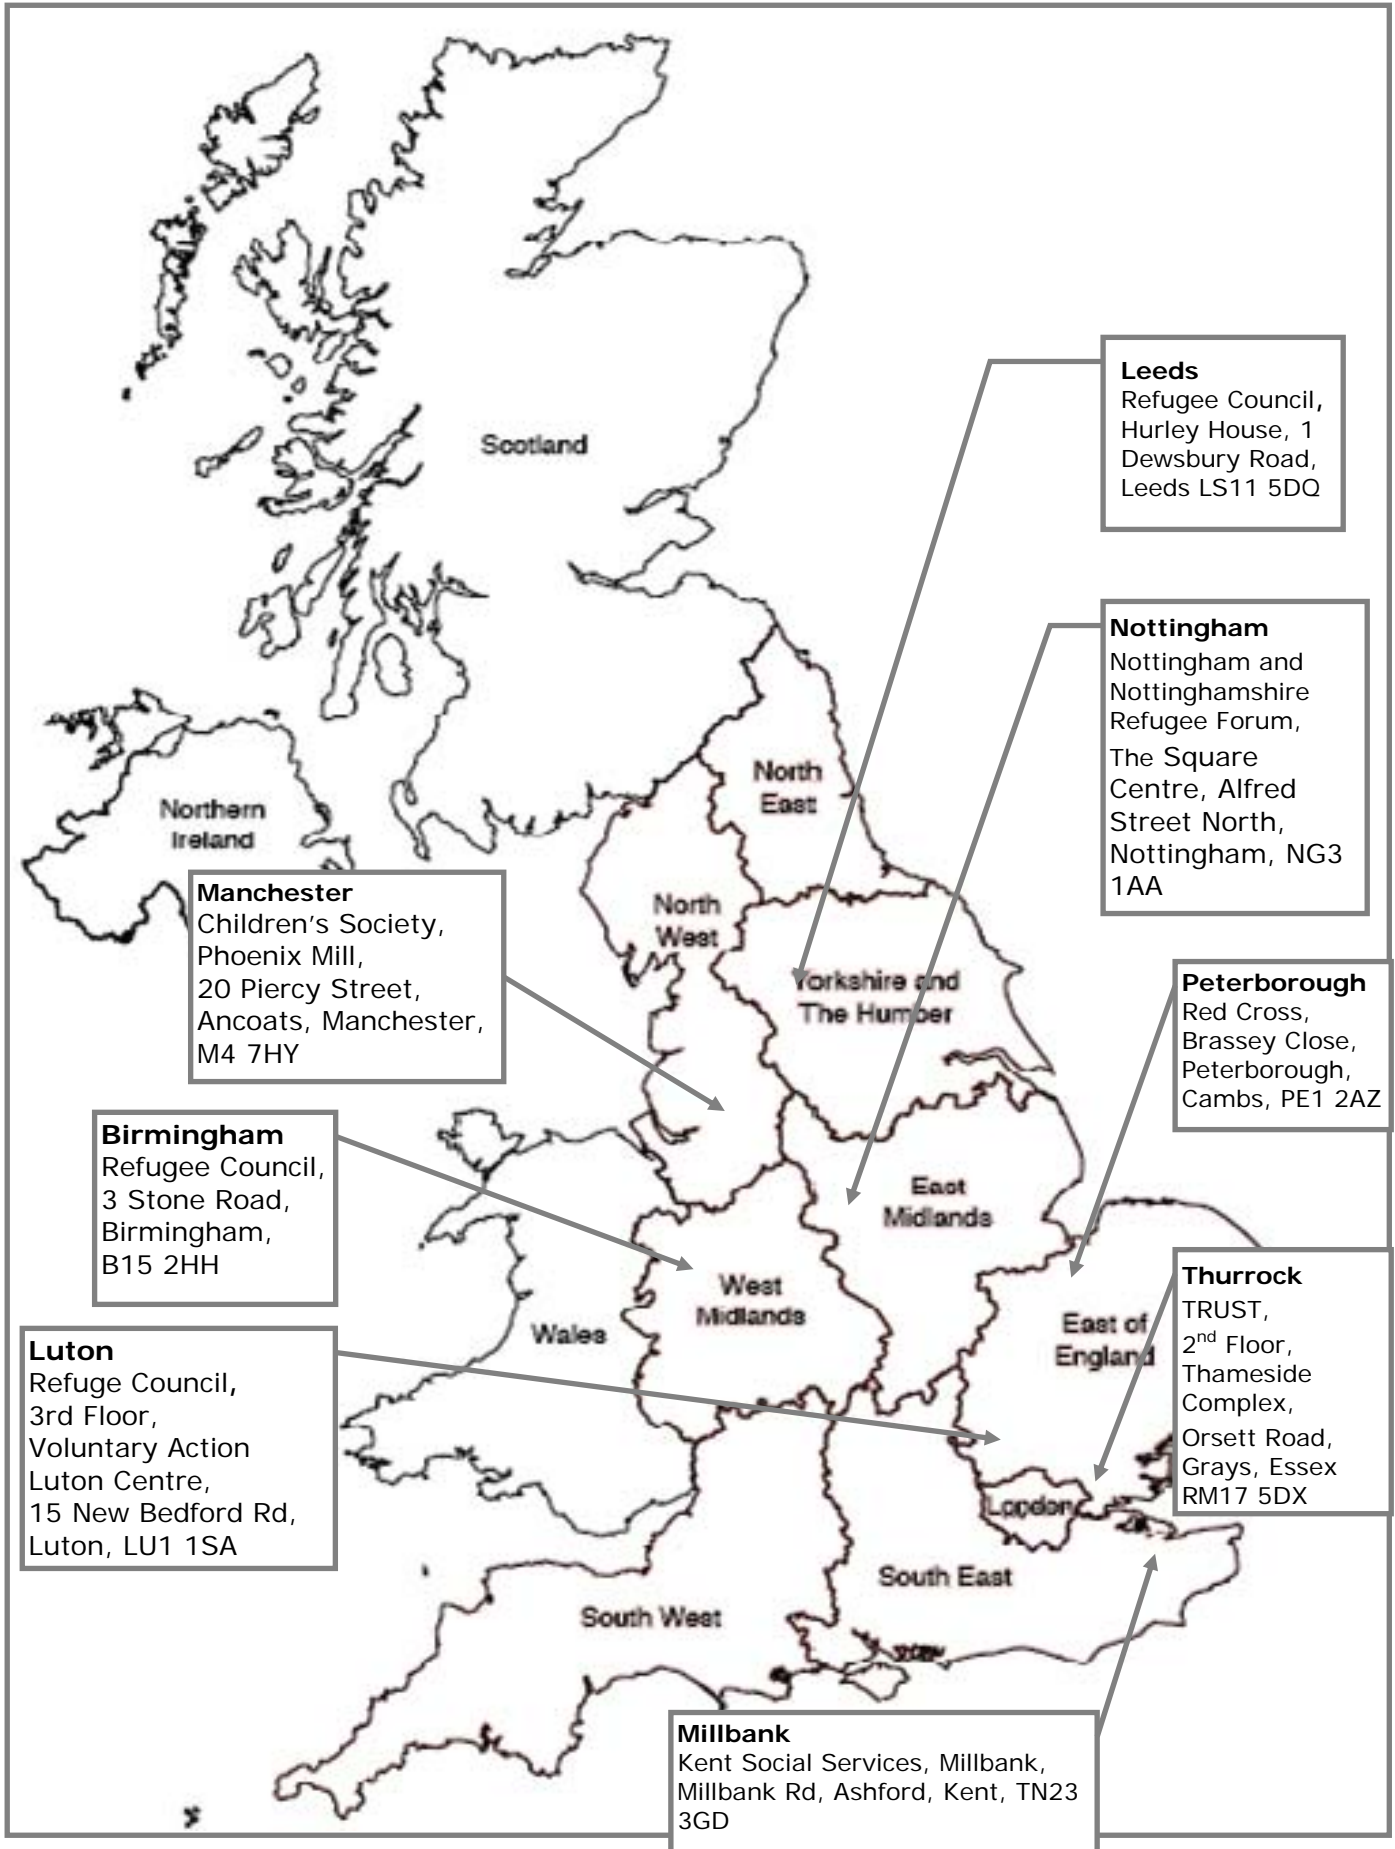 Scotland
Leeds
Refugee Council,
Hurley House, 1
Dewsbury Road,
Leeds LS11 5DQ
Nottingham
Nottingham and
Nottinghamshire
Refugee Forum,
The Square
Centre, Alfred
Street North,
Nottingham, NG3
1AA
North
East
Northern
Ireland
Manchester
Children's Society,
Phoenix Mill,
20 Piercy Street,
Ancoats, Manchester,
M4 7HY
North
West
Yorkshire and
The Humber
Peterborough
Red Cross,
Brassey Close,
Peterborough,
Cambs, PE1 2AZ
Birmingham
Refugee Council,
3 Stone Road,
Birmingham,
B15 2HH
East
Midlands
West
Midlands
Wales
East of
England
Thurrock
TRUST,
2nd Floor,
Thameside
Complex,
Orsett Road,
Grays, Essex
RM17 5DX
Luton
Refuge Council,
3rd Floor,
Voluntary Action
Luton Centre,
15 New Bedford Rd,
Luton, LU1 1SA
London
South East
South West
Millbank
Kent Social Services, Millbank,
Millbank Rd, Ashford, Kent, TN23
3GD